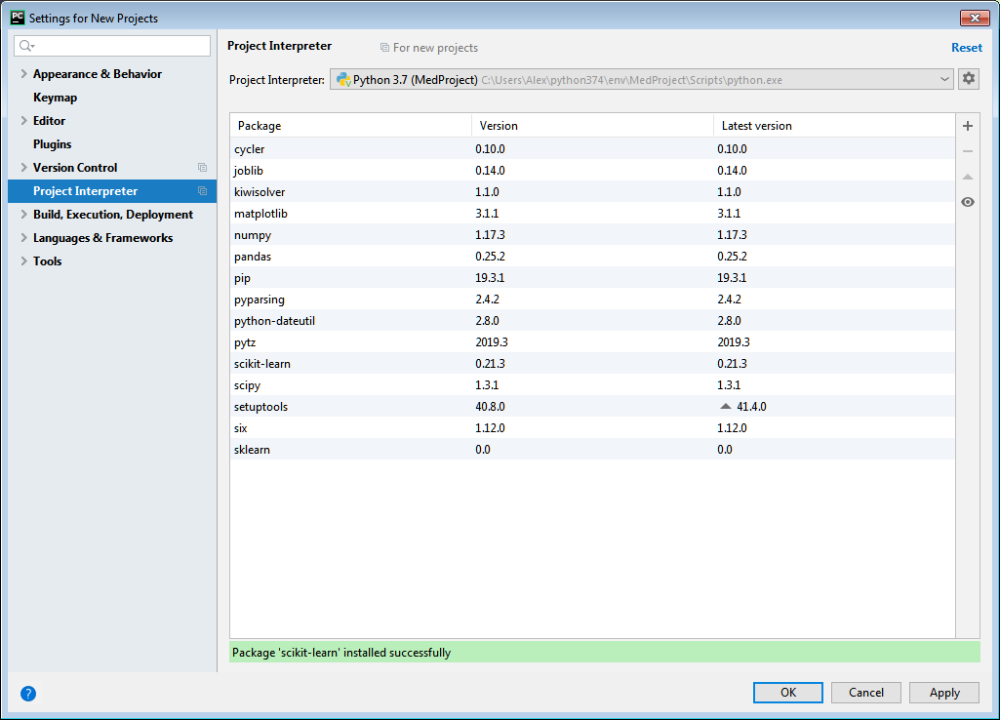 PC Settings for New Projects
Appearance & Behavior
Keymap
Editor
Plugins
Version Control
Project Interpreter
Build, Execution, Deployment
Languages & Frameworks
Tools
Project Interpreter For new projects Reset
Project Interpreter: Python 3.7 (MedProject) C:\Users\Alex\python374\env\MedProject\Scripts\python.exe
Package Version Latest version
cycler 0.10.0 0.10.0
joblib 0.14.0 0.14.0
kiwisolver 1.1.0 1.1.0
matplotlib 3.1.1 3.1.1
numpy 1.17.3 1.17.3
pandas 0.25.2 0.25.2
pip 19.3.1 19.3.1
pyparsing 2.4.2 2.4.2
python-dateutil 2.8.0 2.8.0
pytz 2019.3 2019.3
scikit-learn 0.21.3 0.21.3
scipy 1.3.1 1.3.1
setuptools 40.8.0 41.4.0
six 1.12.0 1.12.0
sklearn 0.0 0.0
Package 'scikit-learn' installed successfully
? OK Cancel Apply